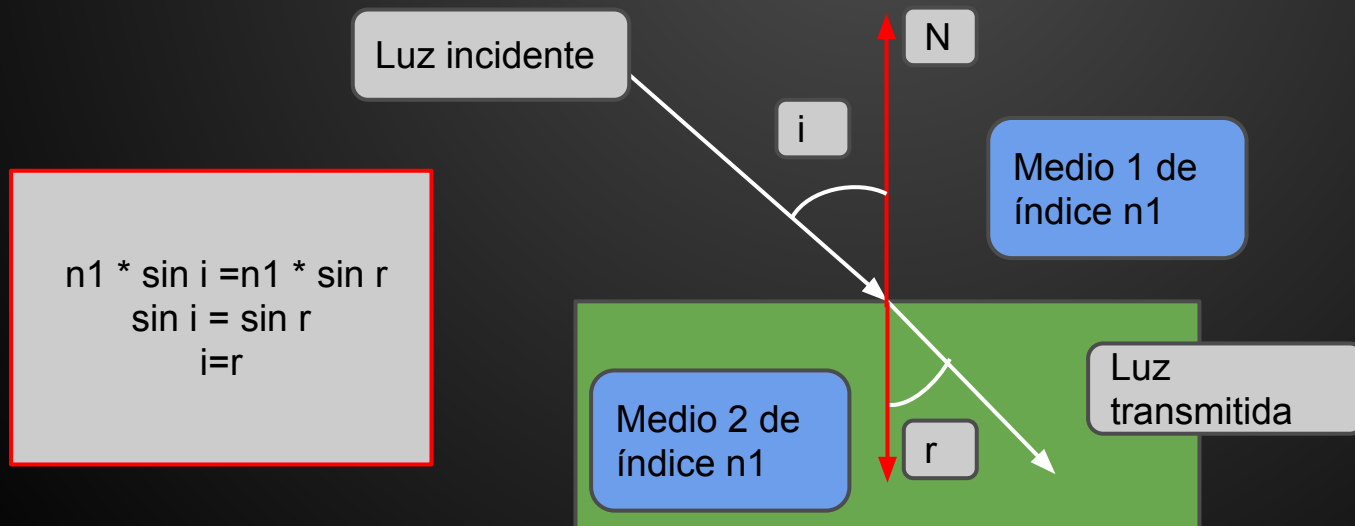 Luz incidente
N
i
Medio 1 de
índice n1
n1 * sin i =n1 * sin r
sin i = sin r
i=r
Medio 2 de
índice n1
r
Luz
transmitida